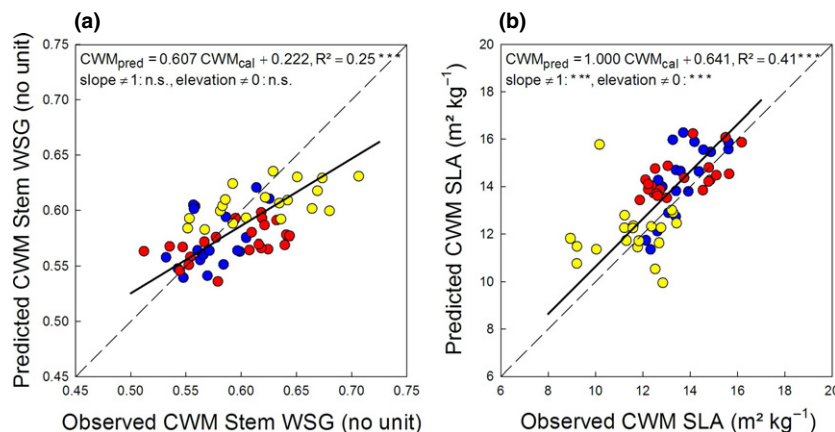 (a)
CWMpred = 0.607 CWMcal + 0.222, R² = 0.25 ***
slope ≠ 1: n.s., elevation ≠ 0: n.s.
Predicted CWM Stem WSG (no unit)
0.75
0.70
0.65
0.60
0.55
0.50
0.45
0.45 0.50 0.55 0.60 0.65 0.70 0.75
Observed CWM Stem WSG (no unit)
(b)
CWMpred = 1.000 CWMcal + 0.641, R² = 0.41***
slope ≠ 1: ***, elevation ≠ 0: ***
Predicted CWM SLA (m² kg⁻¹)
20
18
16
14
12
10
8
6
6 8 10 12 14 16 18 20
Observed CWM SLA (m² kg⁻¹)